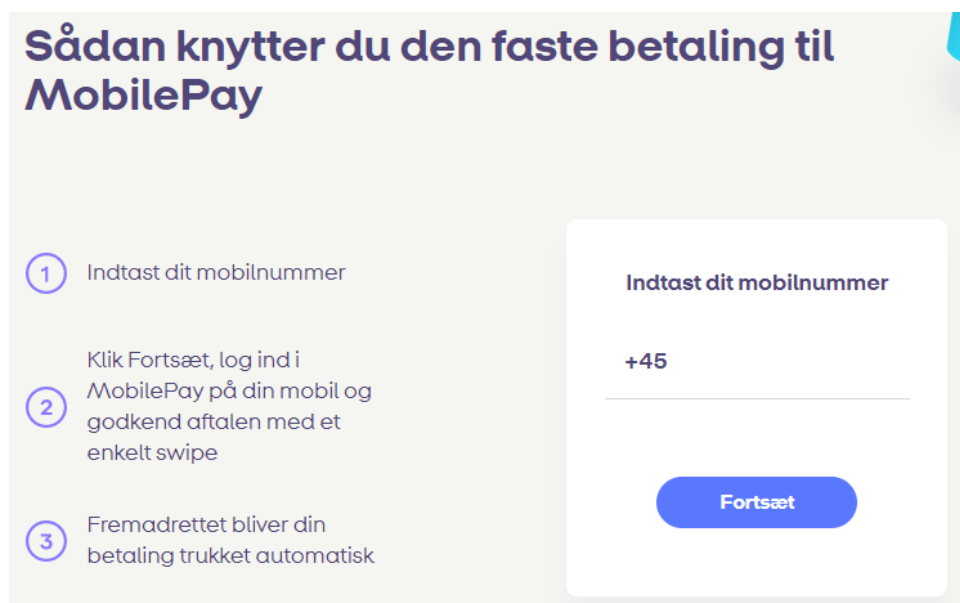 Sådan knytter du den faste betaling til
MobilePay
1
Indtast dit mobilnummer
2
Klik Fortsæt, log ind i
MobilePay på din mobil og
godkend aftalen med et
enkelt swipe
3
Fremadrettet bliver din
betaling trukket automatisk
Indtast dit mobilnummer
+45
Fortsæt